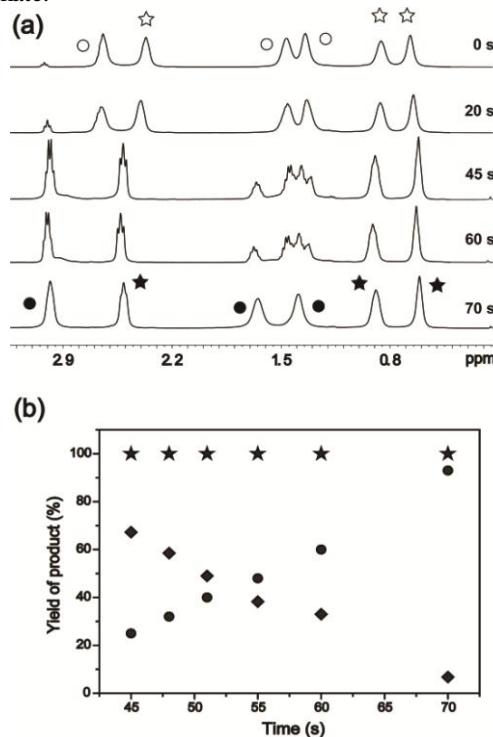 (a)
0 s
20 s
45 s
60 s
70 s
2.9 2.2 1.5 0.8 ppm
(b)
100
80
60
40
20
0
Yield of product (%)
45 50 55 60 65 70
Time (s)